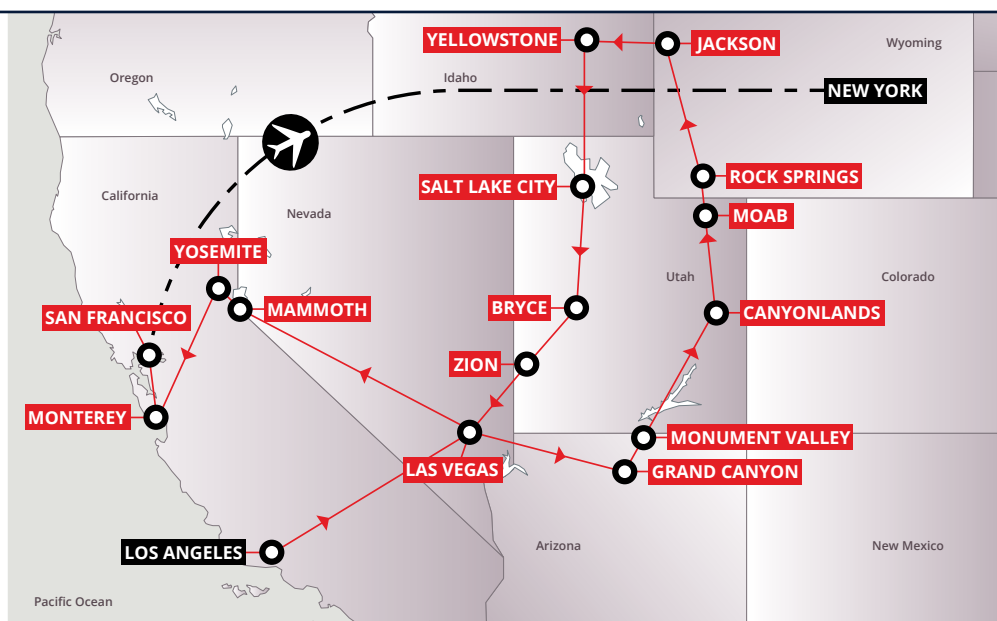 YELLOWSTONE
JACKSON
Wyoming
Oregon
Idaho
NEW YORK
ROCK SPRINGS
SALT LAKE CITY
California
Nevada
MOAB
YOSEMITE
Utah
Colorado
MAMMOTH
BRYCE
CANYONLANDS
SAN FRANCISCO
ZION
MONTEREY
MONUMENT VALLEY
LAS VEGAS
GRAND CANYON
LOS ANGELES
Arizona
New Mexico
Pacific Ocean